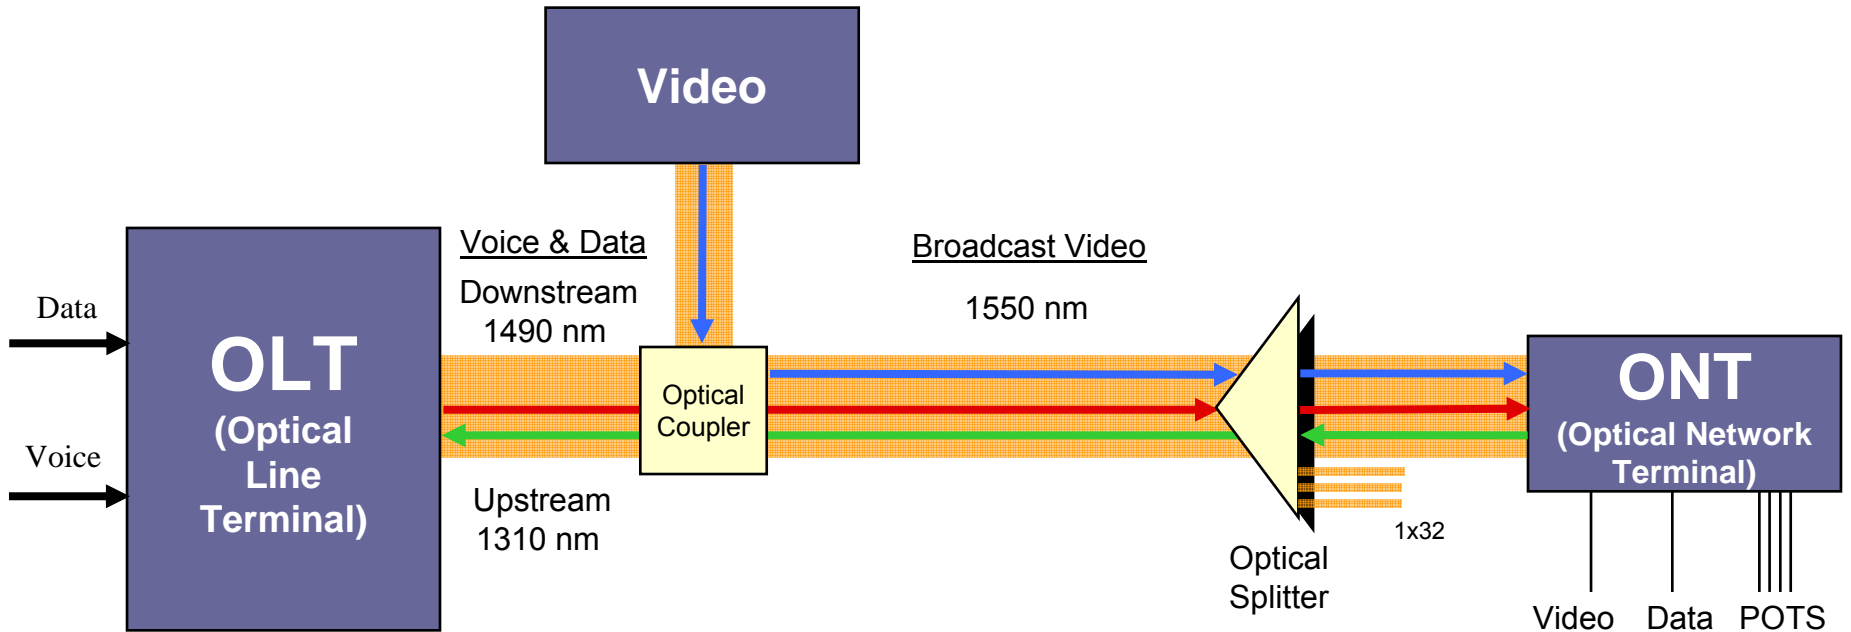 Video
Voice & Data
Downstream
1490 nm
Broadcast Video
1550 nm
Data
Voice
OLT
(Optical
Line
Terminal)
Optical
Coupler
Upstream
1310 nm
Optical
Splitter
1x32
ONT
(Optical Network
Terminal)
Video
Data
POTS